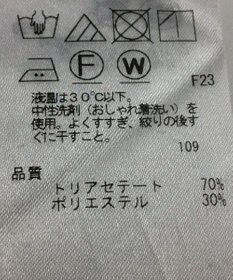 F W
F23
液温は30℃以下。
中性洗剤(おしゃれ着洗い)を
使用。よくすすぎ、絞りの後す
ぐに干すこと。
109
品質
トリアセテート 70%
ポリエステル 30%